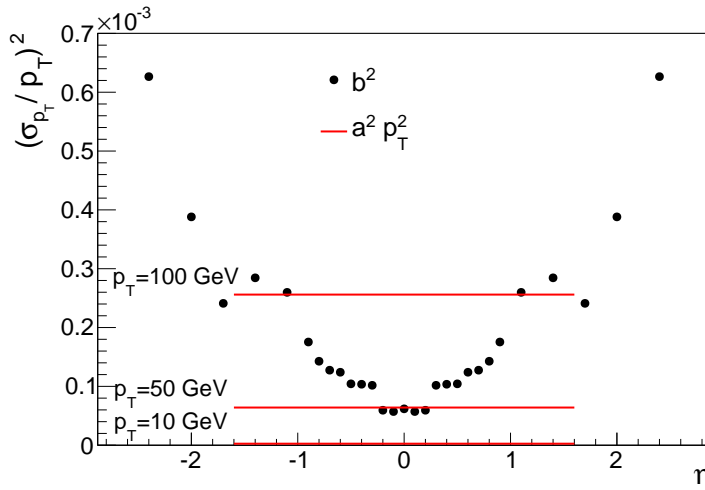 ×10⁻³
(σ_{p_T} / p_T)²
0.7
0.6
0.5
0.4
0.3
0.2
0.1
0
b²
a² p_T²
p_T=100 GeV
p_T=50 GeV
p_T=10 GeV
-2 -1 0 1 2
η